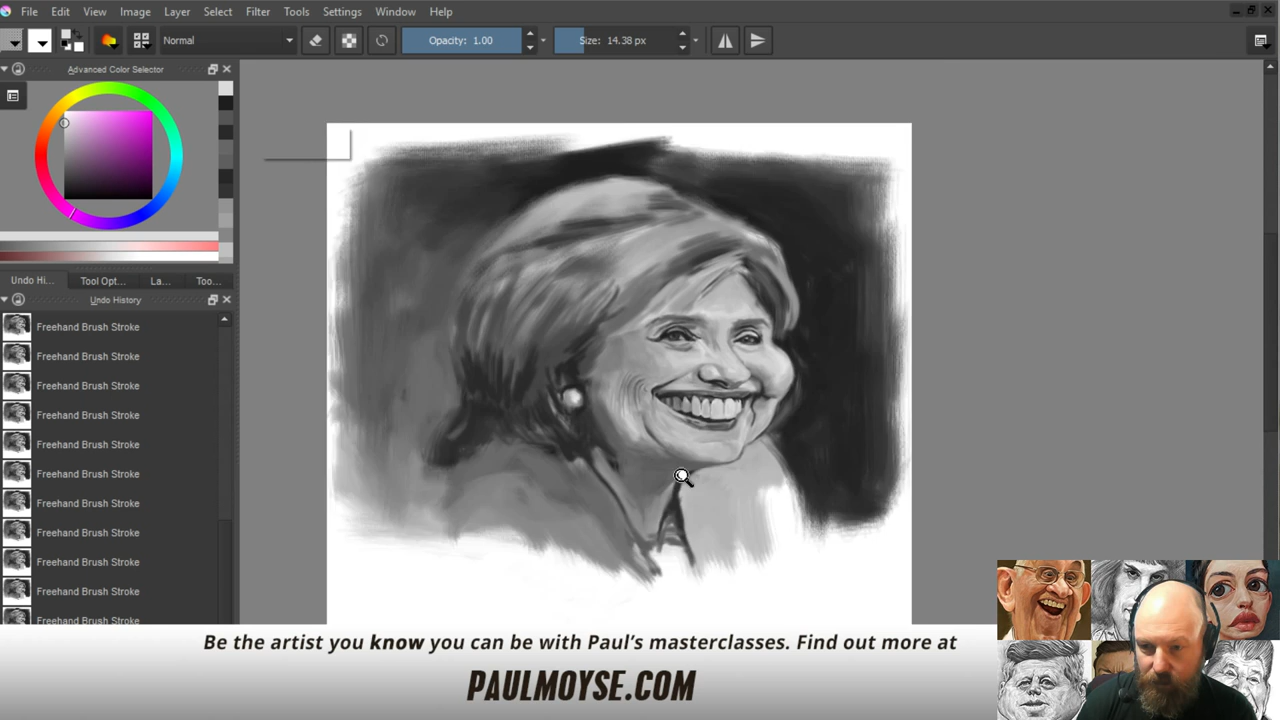 File Edit View Image Layer Select Filter Tools Settings Window Help
Normal Opacity: 1.00 Size: 14.38 px
Advanced Color Selector
Undo Hi... Tool Opt... La... Too...
Undo History
Freehand Brush Stroke
Freehand Brush Stroke
Freehand Brush Stroke
Freehand Brush Stroke
Freehand Brush Stroke
Freehand Brush Stroke
Freehand Brush Stroke
Freehand Brush Stroke
Freehand Brush Stroke
Freehand Brush Stroke
Freehand Brush Stroke
Be the artist you know you can be with Paul's masterclasses. Find out more at
PAULMOYSE.COM